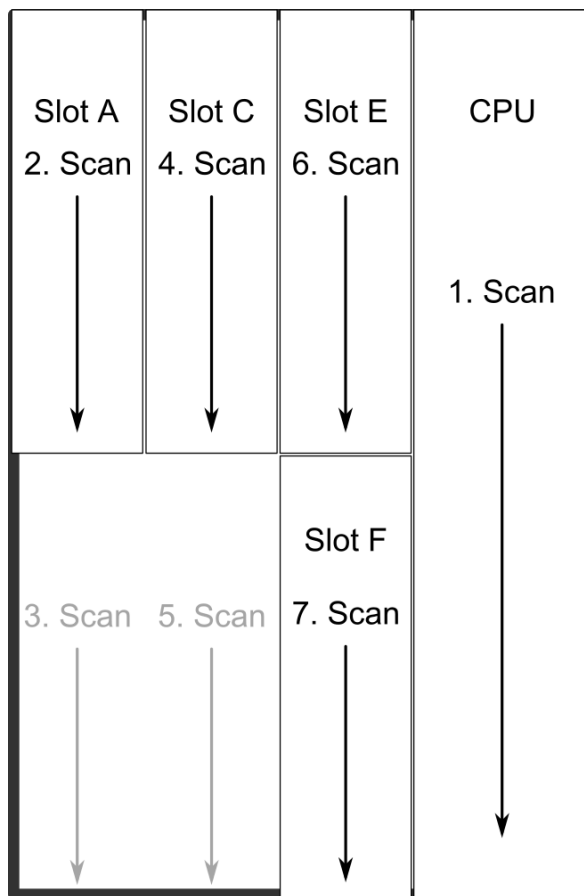 Slot A
2. Scan
Slot C
4. Scan
Slot E
6. Scan
CPU
1. Scan
3. Scan
5. Scan
Slot F
7. Scan